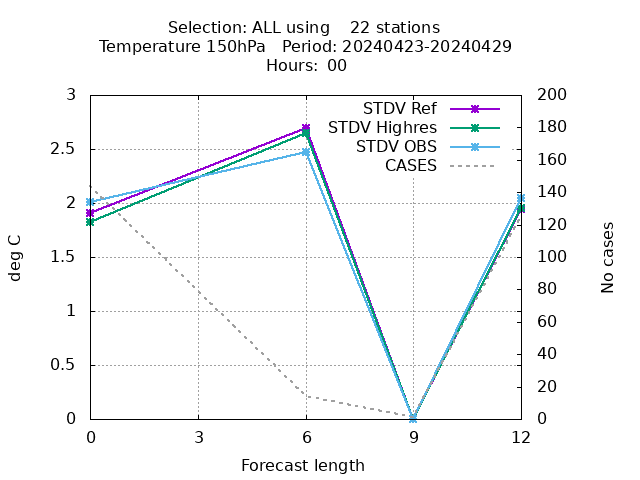 Selection: ALL using 22 stations
Temperature 150hPa Period: 20240423-20240429
Hours: 00
3
2.5
2
1.5
1
0.5
0
deg C
200
180
160
140
120
100
80
60
40
20
0
No cases
STDV Ref
STDV Highres
STDV OBS
CASES
0 3 6 9 12
Forecast length